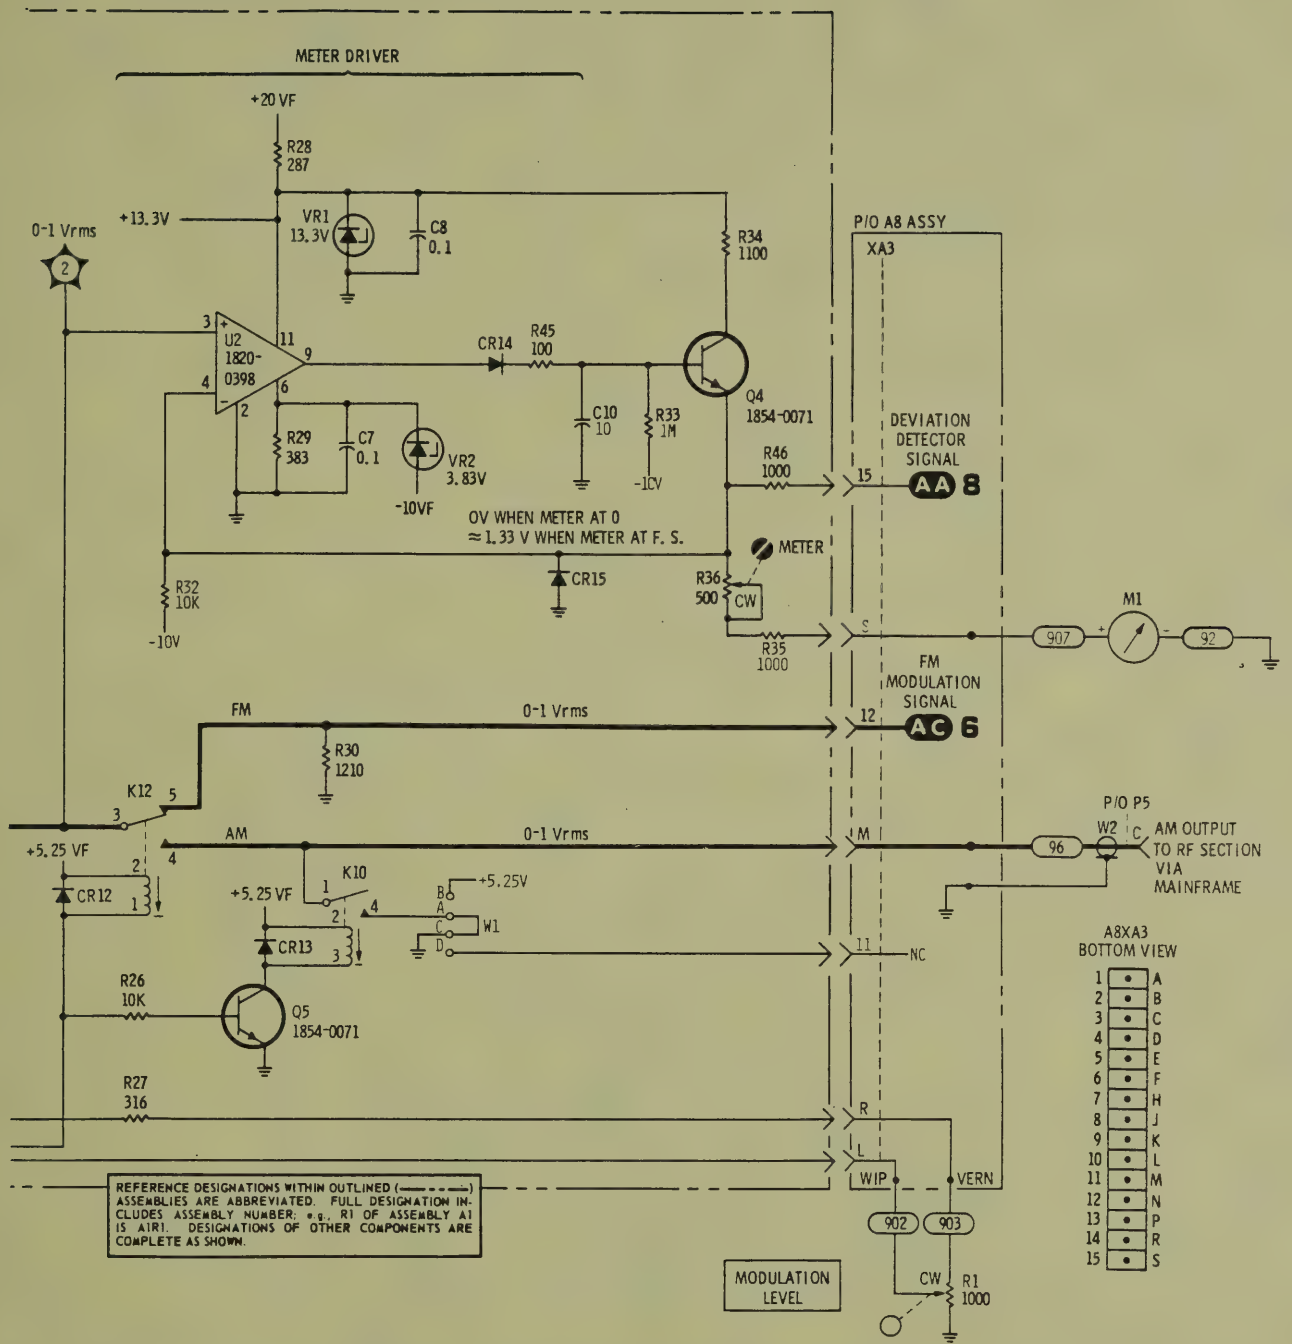 METER DRIVER
+20 VF
R28
287
+13.3V
VR1
13.3V
C8
0.1
R34
1100
0-1 Vrms
2
P/O A8 ASSY
XA3
3
+
U2
1820-
0398
11
9
4
-
6
2
CR14
R45
100
Q4
1854-0071
R29
383
C7
0.1
VR2
3.83V
-10VF
C10
10
R33
1M
-10V
R46
1000
15
DEVIATION
DETECTOR
SIGNAL
AA 8
0V WHEN METER AT 0
≈ 1.33 V WHEN METER AT F. S.
METER
R32
10K
-10V
CR15
R36
500
CW
R35
1000
S
907
+
M1
-
92
FM
MODULATION
SIGNAL
FM
0-1 Vrms
12
AC 6
R30
1210
K12
5
3
4
AM
0-1 Vrms
M
96
P/O P5
W2
C
AM OUTPUT
TO RF SECTION
VIA
MAINFRAME
+5.25 VF
CR12
2
1
K10
1
4
+5.25 VF
CR13
2
3
+5.25V
B
A
C
D
W1
11
NC
R26
10K
Q5
1854-0071
R27
316
R
L
WIP
VERN
902
903
CW
R1
1000
MODULATION
LEVEL
A8XA3
BOTTOM VIEW
1 A
2 B
3 C
4 D
5 E
6 F
7 H
8 J
9 K
10 L
11 M
12 N
13 P
14 R
15 S
REFERENCE DESIGNATIONS WITHIN OUTLINED (— - - —)
ASSEMBLIES ARE ABBREVIATED. FULL DESIGNATION IN-
CLUDES ASSEMBLY NUMBER; e.g., R1 OF ASSEMBLY A1
IS A1R1. DESIGNATIONS OF OTHER COMPONENTS ARE
COMPLETE AS SHOWN.